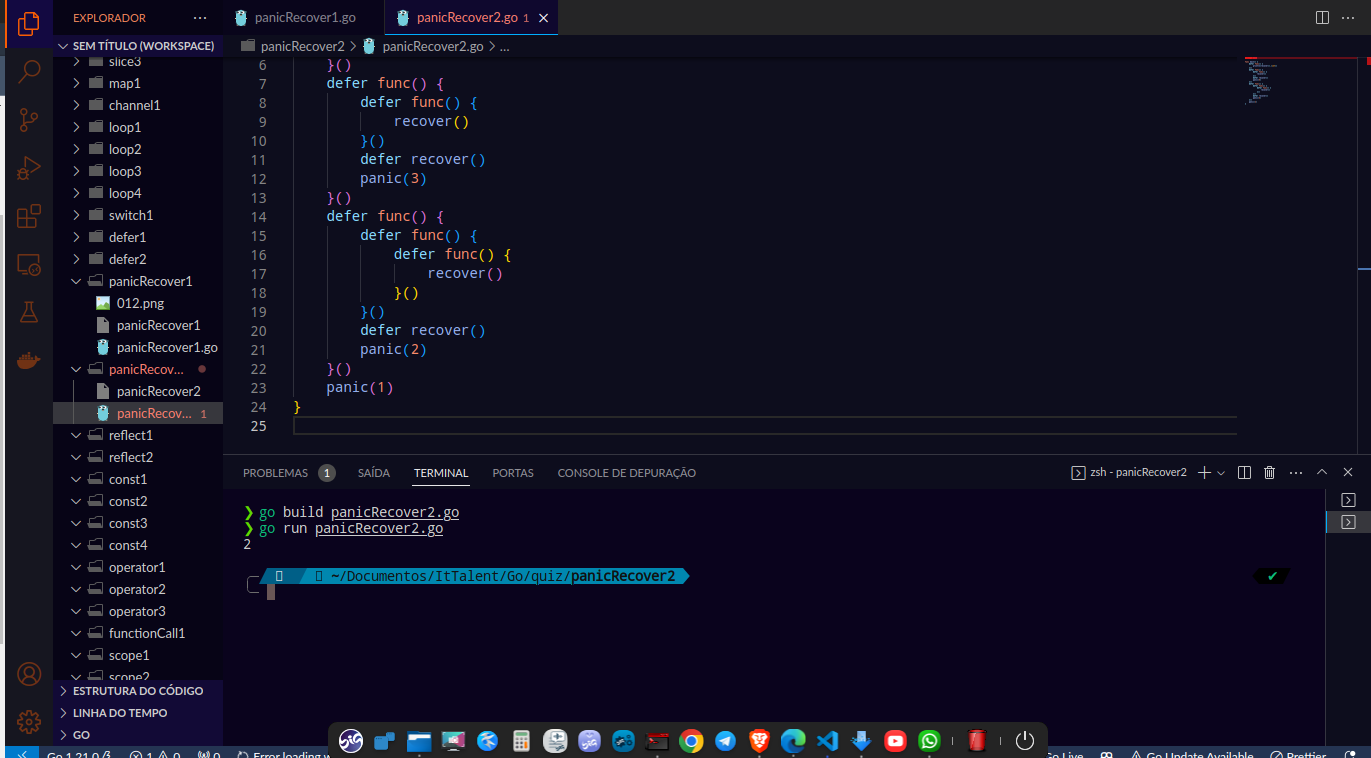 EXPLORADOR
panicRecover1.go
panicRecover2.go 1
SEM TÍTULO (WORKSPACE)
slice3
map1
channel1
loop1
loop2
loop3
loop4
switch1
defer1
defer2
panicRecover1
012.png
panicRecover1
panicRecover1.go
panicRecov...
panicRecover2
panicRecov... 1
reflect1
reflect2
const1
const2
const3
const4
operator1
operator2
operator3
functionCall1
scope1
scope2
ESTRUTURA DO CÓDIGO
LINHA DO TEMPO
GO
panicRecover2 > panicRecover2.go > ...
6 }()
7 defer func() {
8 defer func() {
9 recover()
10 }()
11 defer recover()
12 panic(3)
13 }()
14 defer func() {
15 defer func() {
16 defer func() {
17 recover()
18 }()
19 }()
20 defer recover()
21 panic(2)
22 }()
23 panic(1)
24 }
25
PROBLEMAS 1 SAÍDA TERMINAL PORTAS CONSOLE DE DEPURAÇÃO
zsh - panicRecover2
❯ go build panicRecover2.go
❯ go run panicRecover2.go
2
~/Documentos/ItTalent/Go/quiz/panicRecover2
Go 1.21.0 1 0 0 Error loading
Go Live Go Update Available Prettier